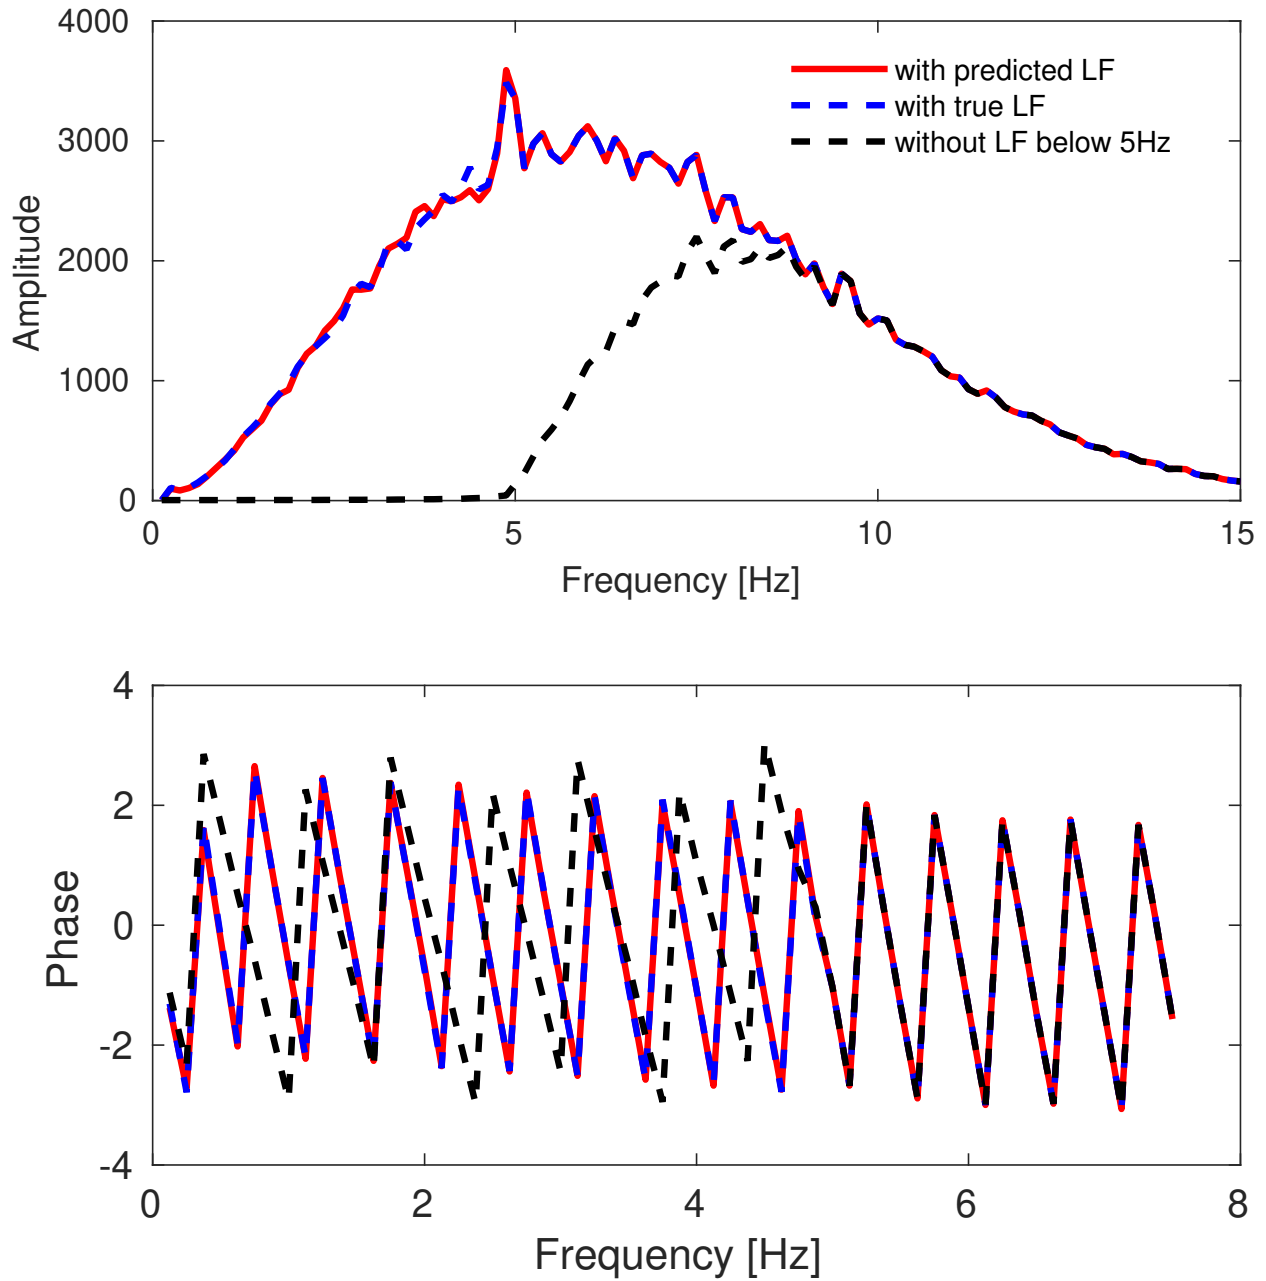 4000
3000
2000
1000
0
Amplitude
with predicted LF
with true LF
without LF below 5Hz
0 5 10 15
Frequency [Hz]
4
2
0
-2
-4
Phase
0 2 4 6 8
Frequency [Hz]